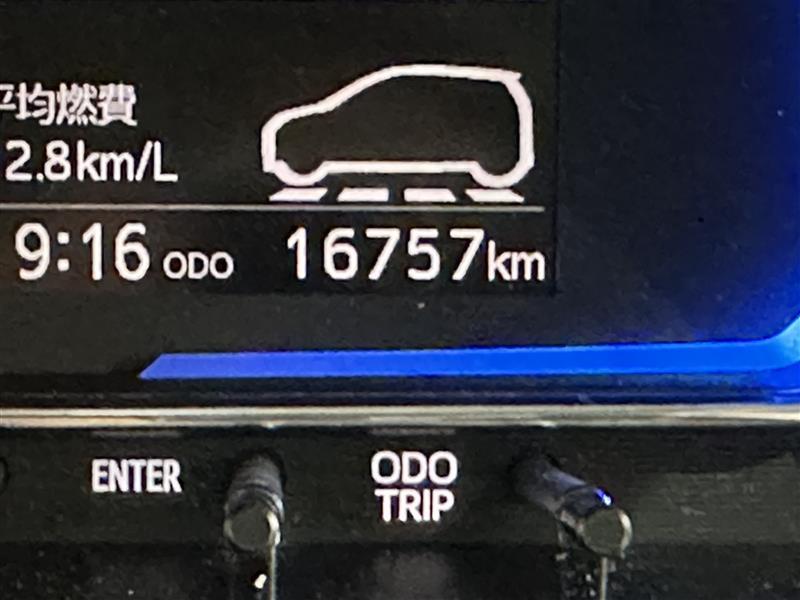 平均燃費
2.8km/L
9:16 ODO 16757km
ENTER
ODO
TRIP